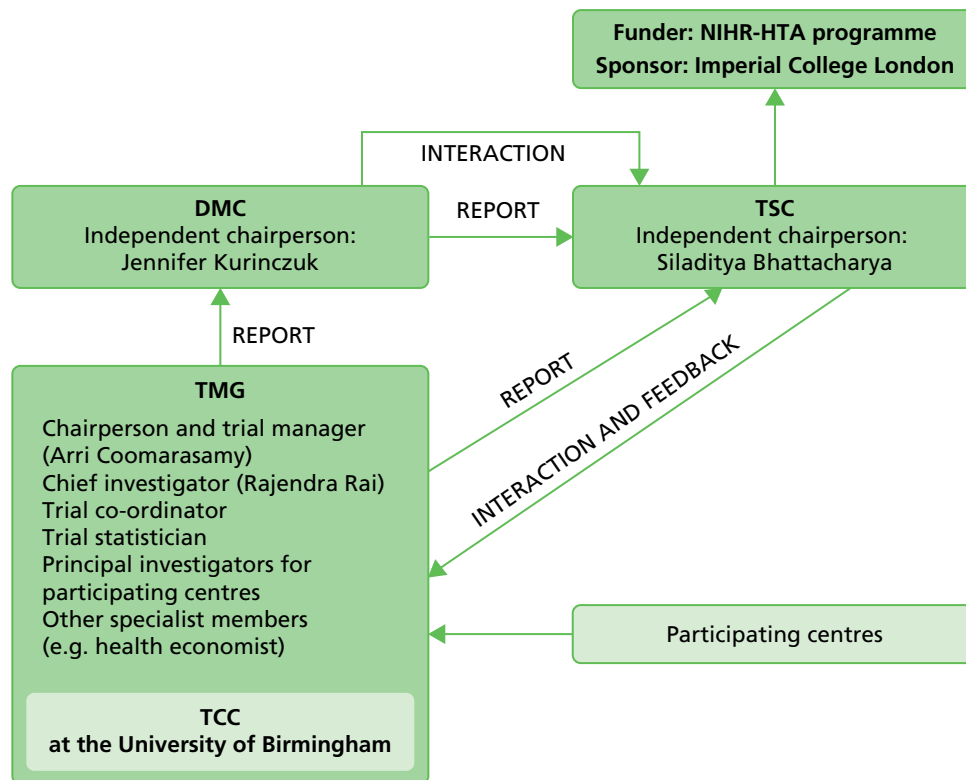 Funder: NIHR-HTA programme
Sponsor: Imperial College London
INTERACTION
DMC
Independent chairperson:
Jennifer Kurinczuk
REPORT
TSC
Independent chairperson:
Siladitya Bhattacharya
REPORT
REPORT
INTERACTION AND FEEDBACK
TMG
Chairperson and trial manager
(Arri Coomarasamy)
Chief investigator (Rajendra Rai)
Trial co-ordinator
Trial statistician
Principal investigators for
participating centres
Other specialist members
(e.g. health economist)
Participating centres
TCC
at the University of Birmingham